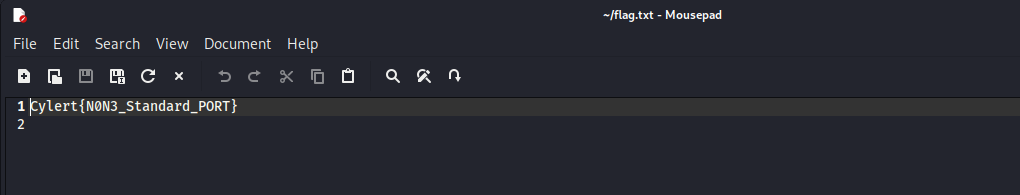 ~/flag.txt - Mousepad
File Edit Search View Document Help
1 Cylert{N0N3_Standard_PORT}
2